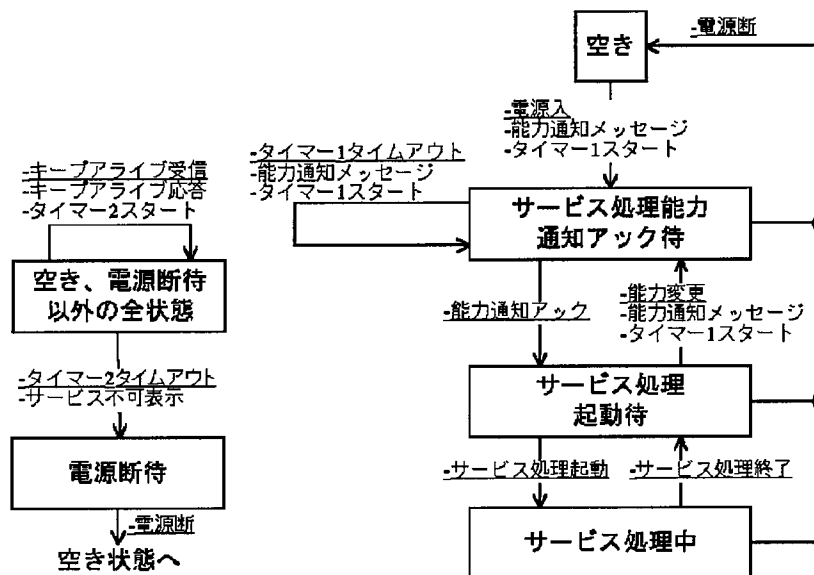 空き
-電源断
-電源入
-能力通知メッセージ
-タイマー1スタート
-タイマー1タイムアウト
-能力通知メッセージ
-タイマー1スタート
サービス処理能力
通知アック待
-能力通知アック
-能力変更
-能力通知メッセージ
-タイマー1スタート
サービス処理
起動待
-サービス処理起動
-サービス処理終了
サービス処理中
-キープアライブ受信
-キープアライブ応答
-タイマー2スタート
空き、電源断待
以外の全状態
-タイマー2タイムアウト
-サービス不可表示
電源断待
-電源断
空き状態へ